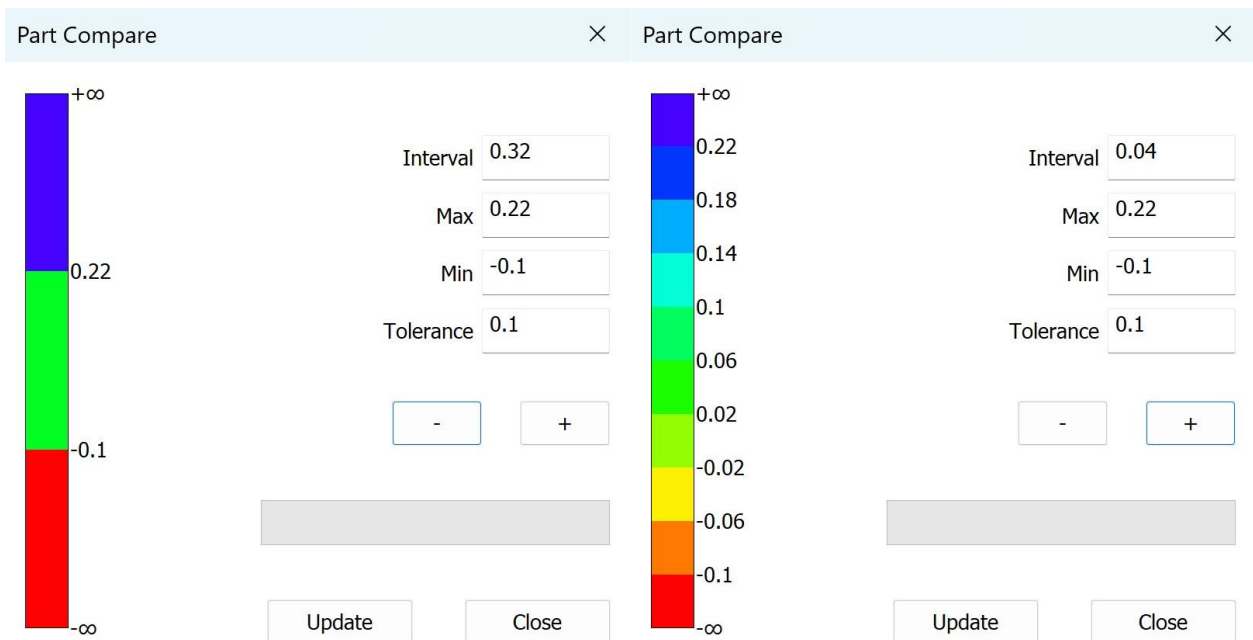 Part Compare
+∞
0.22
-0.1
-∞
Interval 0.32
Max 0.22
Min -0.1
Tolerance 0.1
- +
Update Close
Part Compare
+∞
0.22
0.18
0.14
0.1
0.06
0.02
-0.02
-0.06
-0.1
-∞
Interval 0.04
Max 0.22
Min -0.1
Tolerance 0.1
- +
Update Close